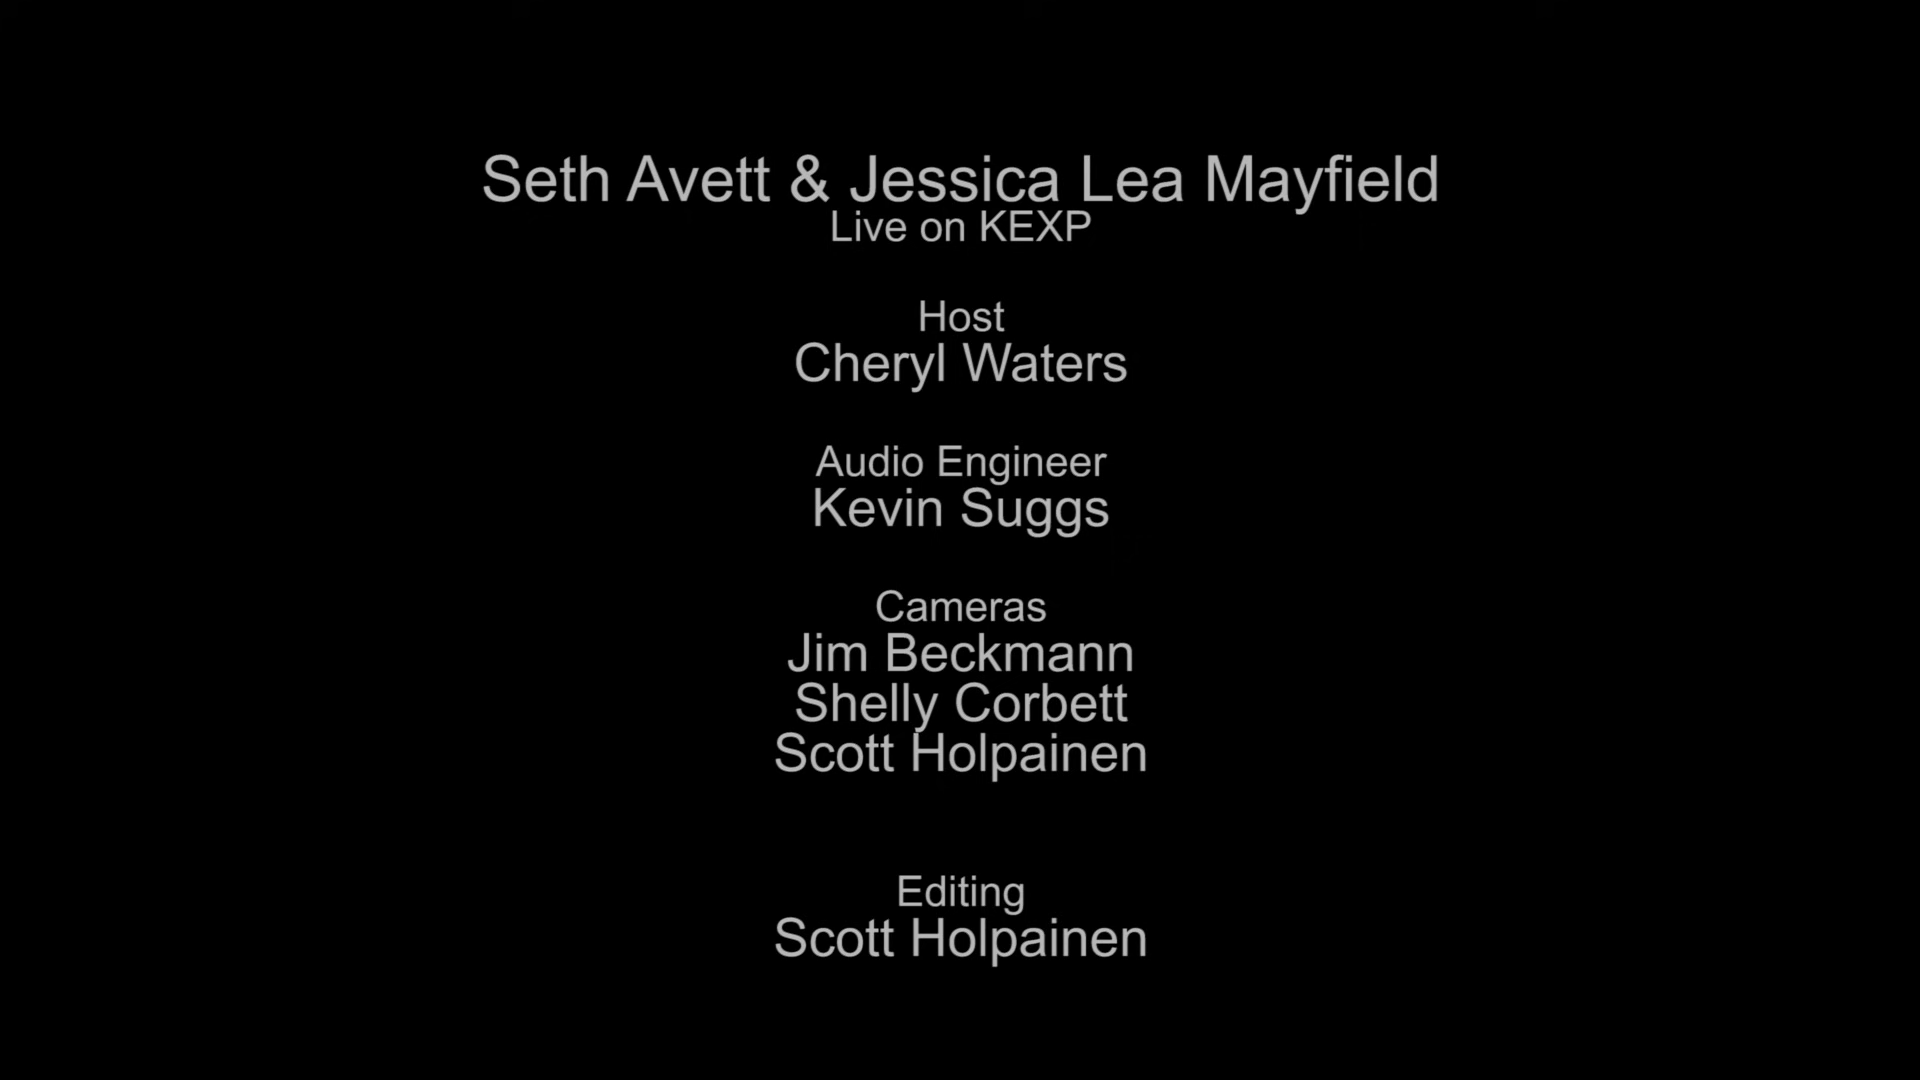 Seth Avett & Jessica Lea Mayfield
Live on KEXP
Host
Cheryl Waters
Audio Engineer
Kevin Suggs
Cameras
Jim Beckmann
Shelly Corbett
Scott Holpainen
Editing
Scott Holpainen